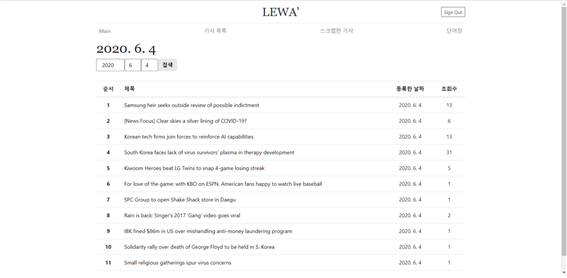 LEWA'
Sign Out
Main 기사 목록 스크랩한 기사 단어장
2020. 6. 4
2020 6 4 검색
순서 제목 등록한 날짜 조회수
1 Samsung heir seeks outside review of possible indictment 2020. 6. 4 13
2 [News Focus] Clear skies a silver lining of COVID-19? 2020. 6. 4 6
3 Korean tech firms join forces to reinforce AI capabilities 2020. 6. 4 13
4 South Korea faces lack of virus survivors' plasma in therapy development 2020. 6. 4 31
5 Kiwoom Heroes beat LG Twins to snap 4-game losing streak 2020. 6. 4 5
6 For love of the game: with KBO on ESPN, American fans happy to watch live baseball 2020. 6. 4 1
7 SPC Group to open Shake Shack store in Daegu 2020. 6. 4 1
8 Rain is back: Singer's 2017 'Gang' video goes viral 2020. 6. 4 2
9 IBK fined $86m in US over mishandling anti-money laundering program 2020. 6. 4 1
10 Solidarity rally over death of George Floyd to be held in S. Korea 2020. 6. 4 1
11 Small religious gatherings spur virus concerns 2020. 6. 4 1